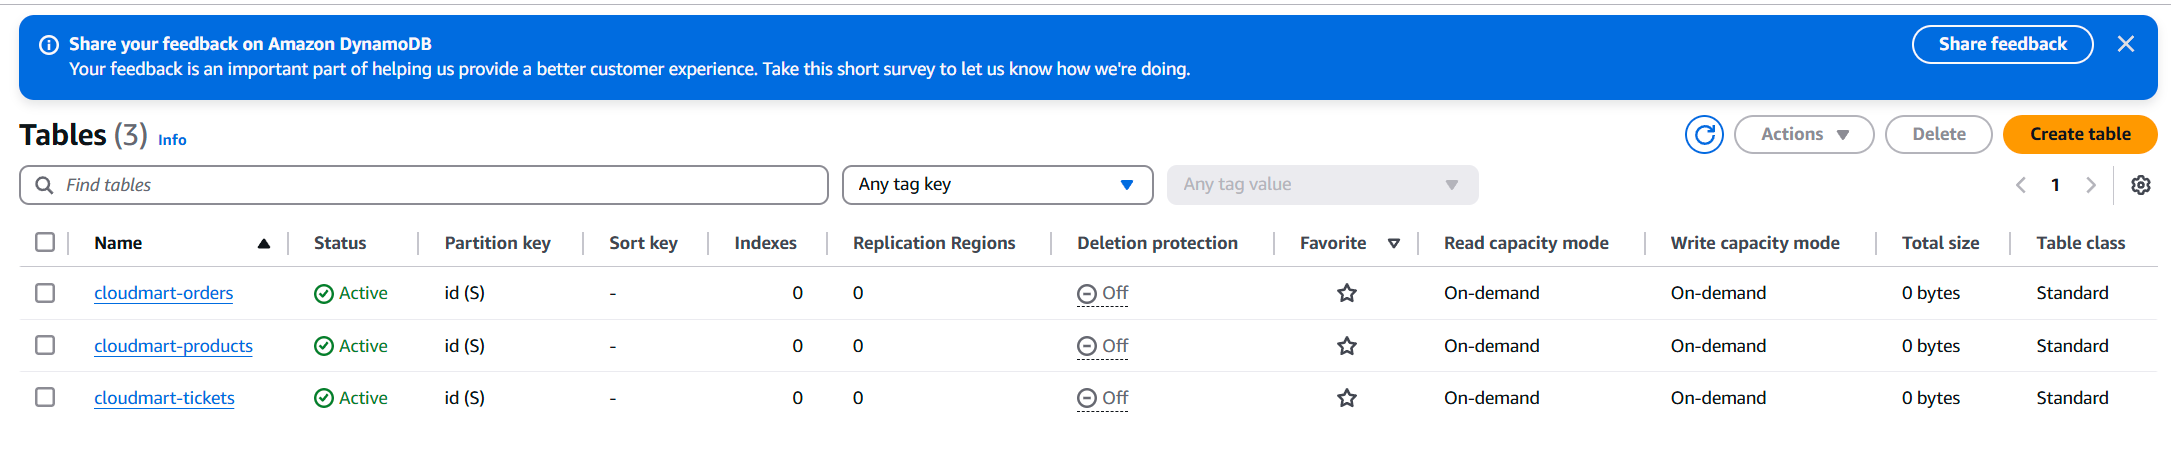 Share your feedback on Amazon DynamoDB
Your feedback is an important part of helping us provide a better customer experience. Take this short survey to let us know how we're doing.
Share feedback
Tables (3) Info
Actions Delete Create table
Find tables Any tag key Any tag value 1
Name Status Partition key Sort key Indexes Replication Regions Deletion protection Favorite Read capacity mode Write capacity mode Total size Table class
cloudmart-orders Active id (S) - 0 0 Off On-demand On-demand 0 bytes Standard
cloudmart-products Active id (S) - 0 0 Off On-demand On-demand 0 bytes Standard
cloudmart-tickets Active id (S) - 0 0 Off On-demand On-demand 0 bytes Standard